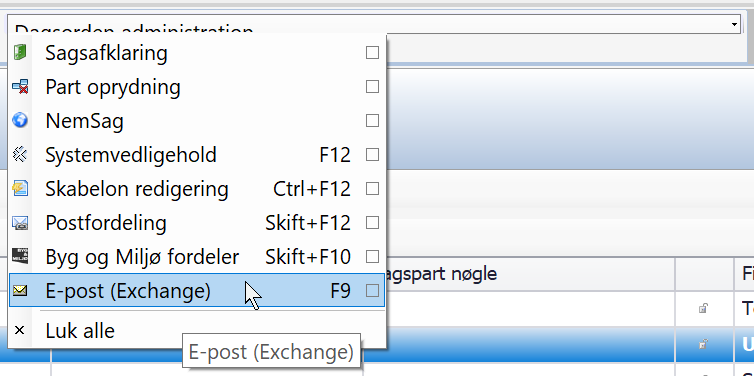 Dagsorden administration
Sagsafklaring
Part oprydning
NemSag
Systemvedligehold F12
Skabelon redigering Ctrl+F12
Postfordeling Skift+F12
Byg og Miljø fordeler Skift+F10
agspart nøgle Fi
E-post (Exchange) F9
Luk alle
E-post (Exchange)